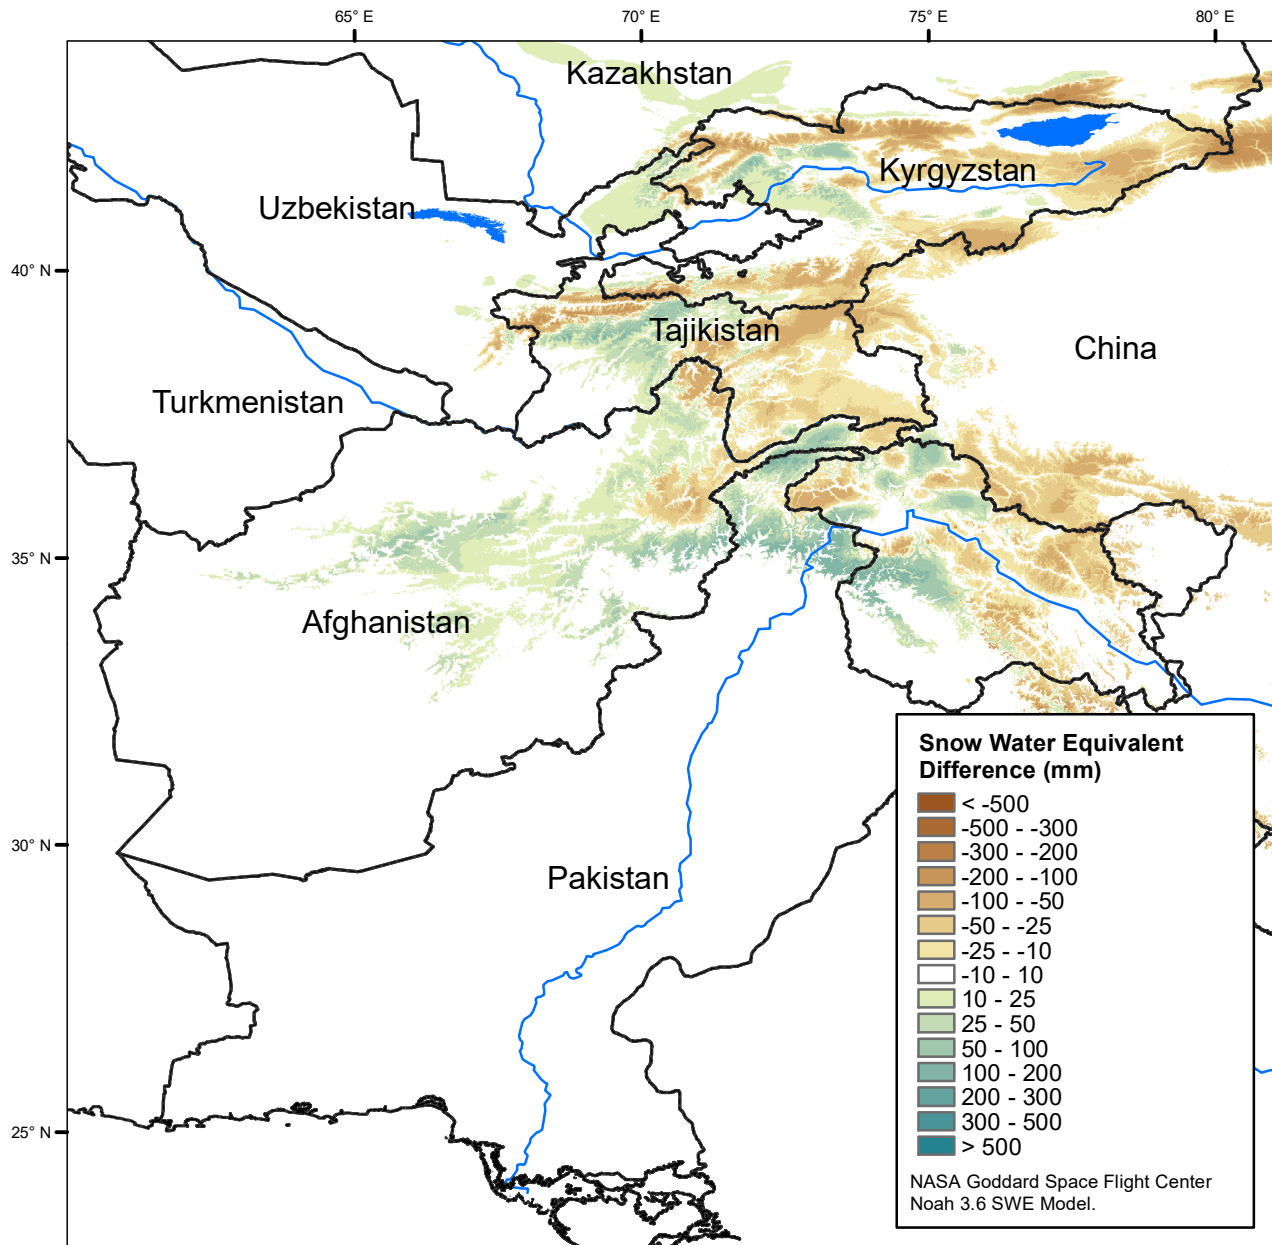 65° E
70° E
75° E
80° E
Kazakhstan
Kyrgyzstan
Uzbekistan
40° N
Tajikistan
China
Turkmenistan
35° N
Afghanistan
Snow Water Equivalent
Difference (mm)
< -500
-500 - -300
-300 - -200
-200 - -100
-100 - -50
-50 - -25
-25 - -10
-10 - 10
10 - 25
25 - 50
50 - 100
100 - 200
200 - 300
300 - 500
> 500
NASA Goddard Space Flight Center
Noah 3.6 SWE Model.
30° N
Pakistan
25° N